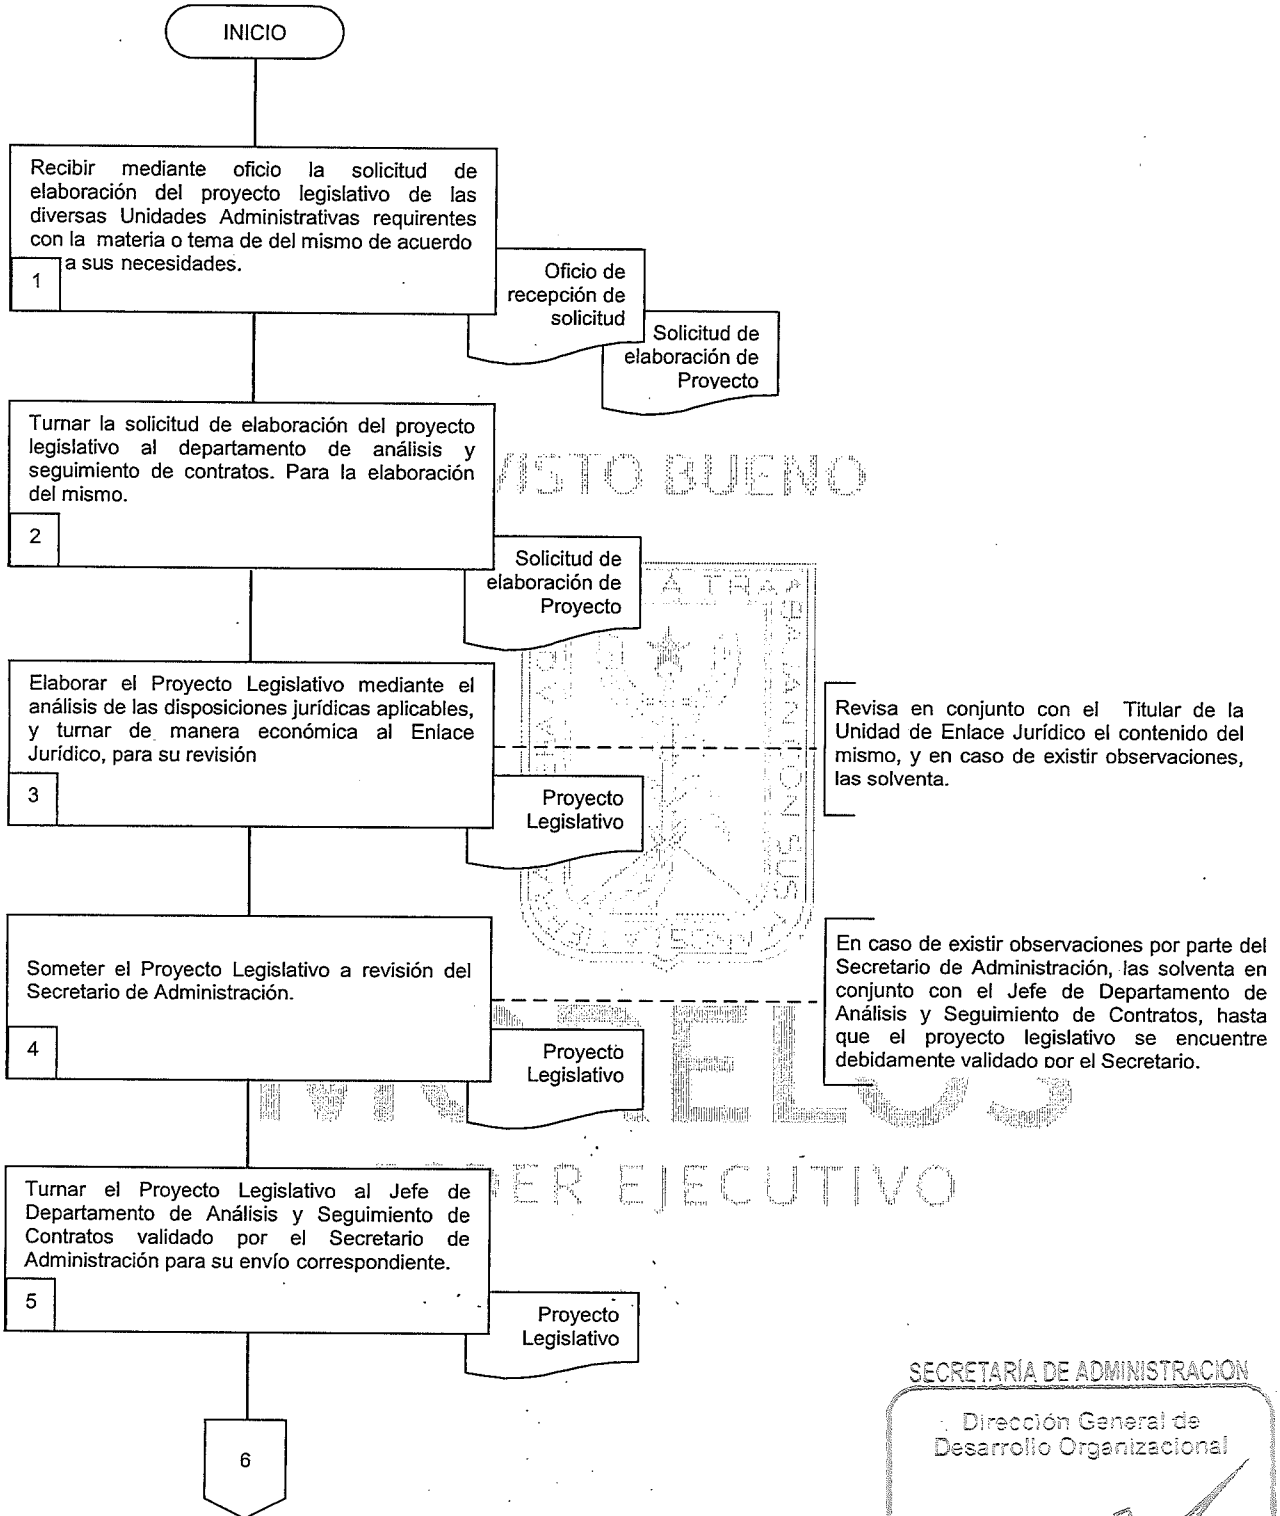 INICIO
Recibir mediante oficio la solicitud de
elaboración del proyecto legislativo de las
diversas Unidades Administrativas requirentes
con la materia o tema de del mismo de acuerdo
a sus necesidades.
1
Oficio de
recepción de
solicitud
Solicitud de
elaboración de
Proyecto
Turnar la solicitud de elaboración del proyecto
legislativo al departamento de análisis y
seguimiento de contratos. Para la elaboración
del mismo.
2
VISTO BUENO
Solicitud de
elaboración de
Proyecto
Elaborar el Proyecto Legislativo mediante el
análisis de las disposiciones jurídicas aplicables,
y turnar de manera económica al Enlace
Jurídico, para su revisión
3
Proyecto
Legislativo
Revisa en conjunto con el Titular de la
Unidad de Enlace Jurídico el contenido del
mismo, y en caso de existir observaciones,
las solventa.
Someter el Proyecto Legislativo a revisión del
Secretario de Administración.
4
Proyecto
Legislativo
En caso de existir observaciones por parte del
Secretario de Administración, las solventa en
conjunto con el Jefe de Departamento de
Análisis y Seguimiento de Contratos, hasta
que el proyecto legislativo se encuentre
debidamente validado por el Secretario.
MORELOS
PODER EJECUTIVO
Turnar el Proyecto Legislativo al Jefe de
Departamento de Análisis y Seguimiento de
Contratos validado por el Secretario de
Administración para su envío correspondiente.
5
Proyecto
Legislativo
6
SECRETARÍA DE ADMINISTRACIÓN
Dirección General de
Desarrollo Organizacional